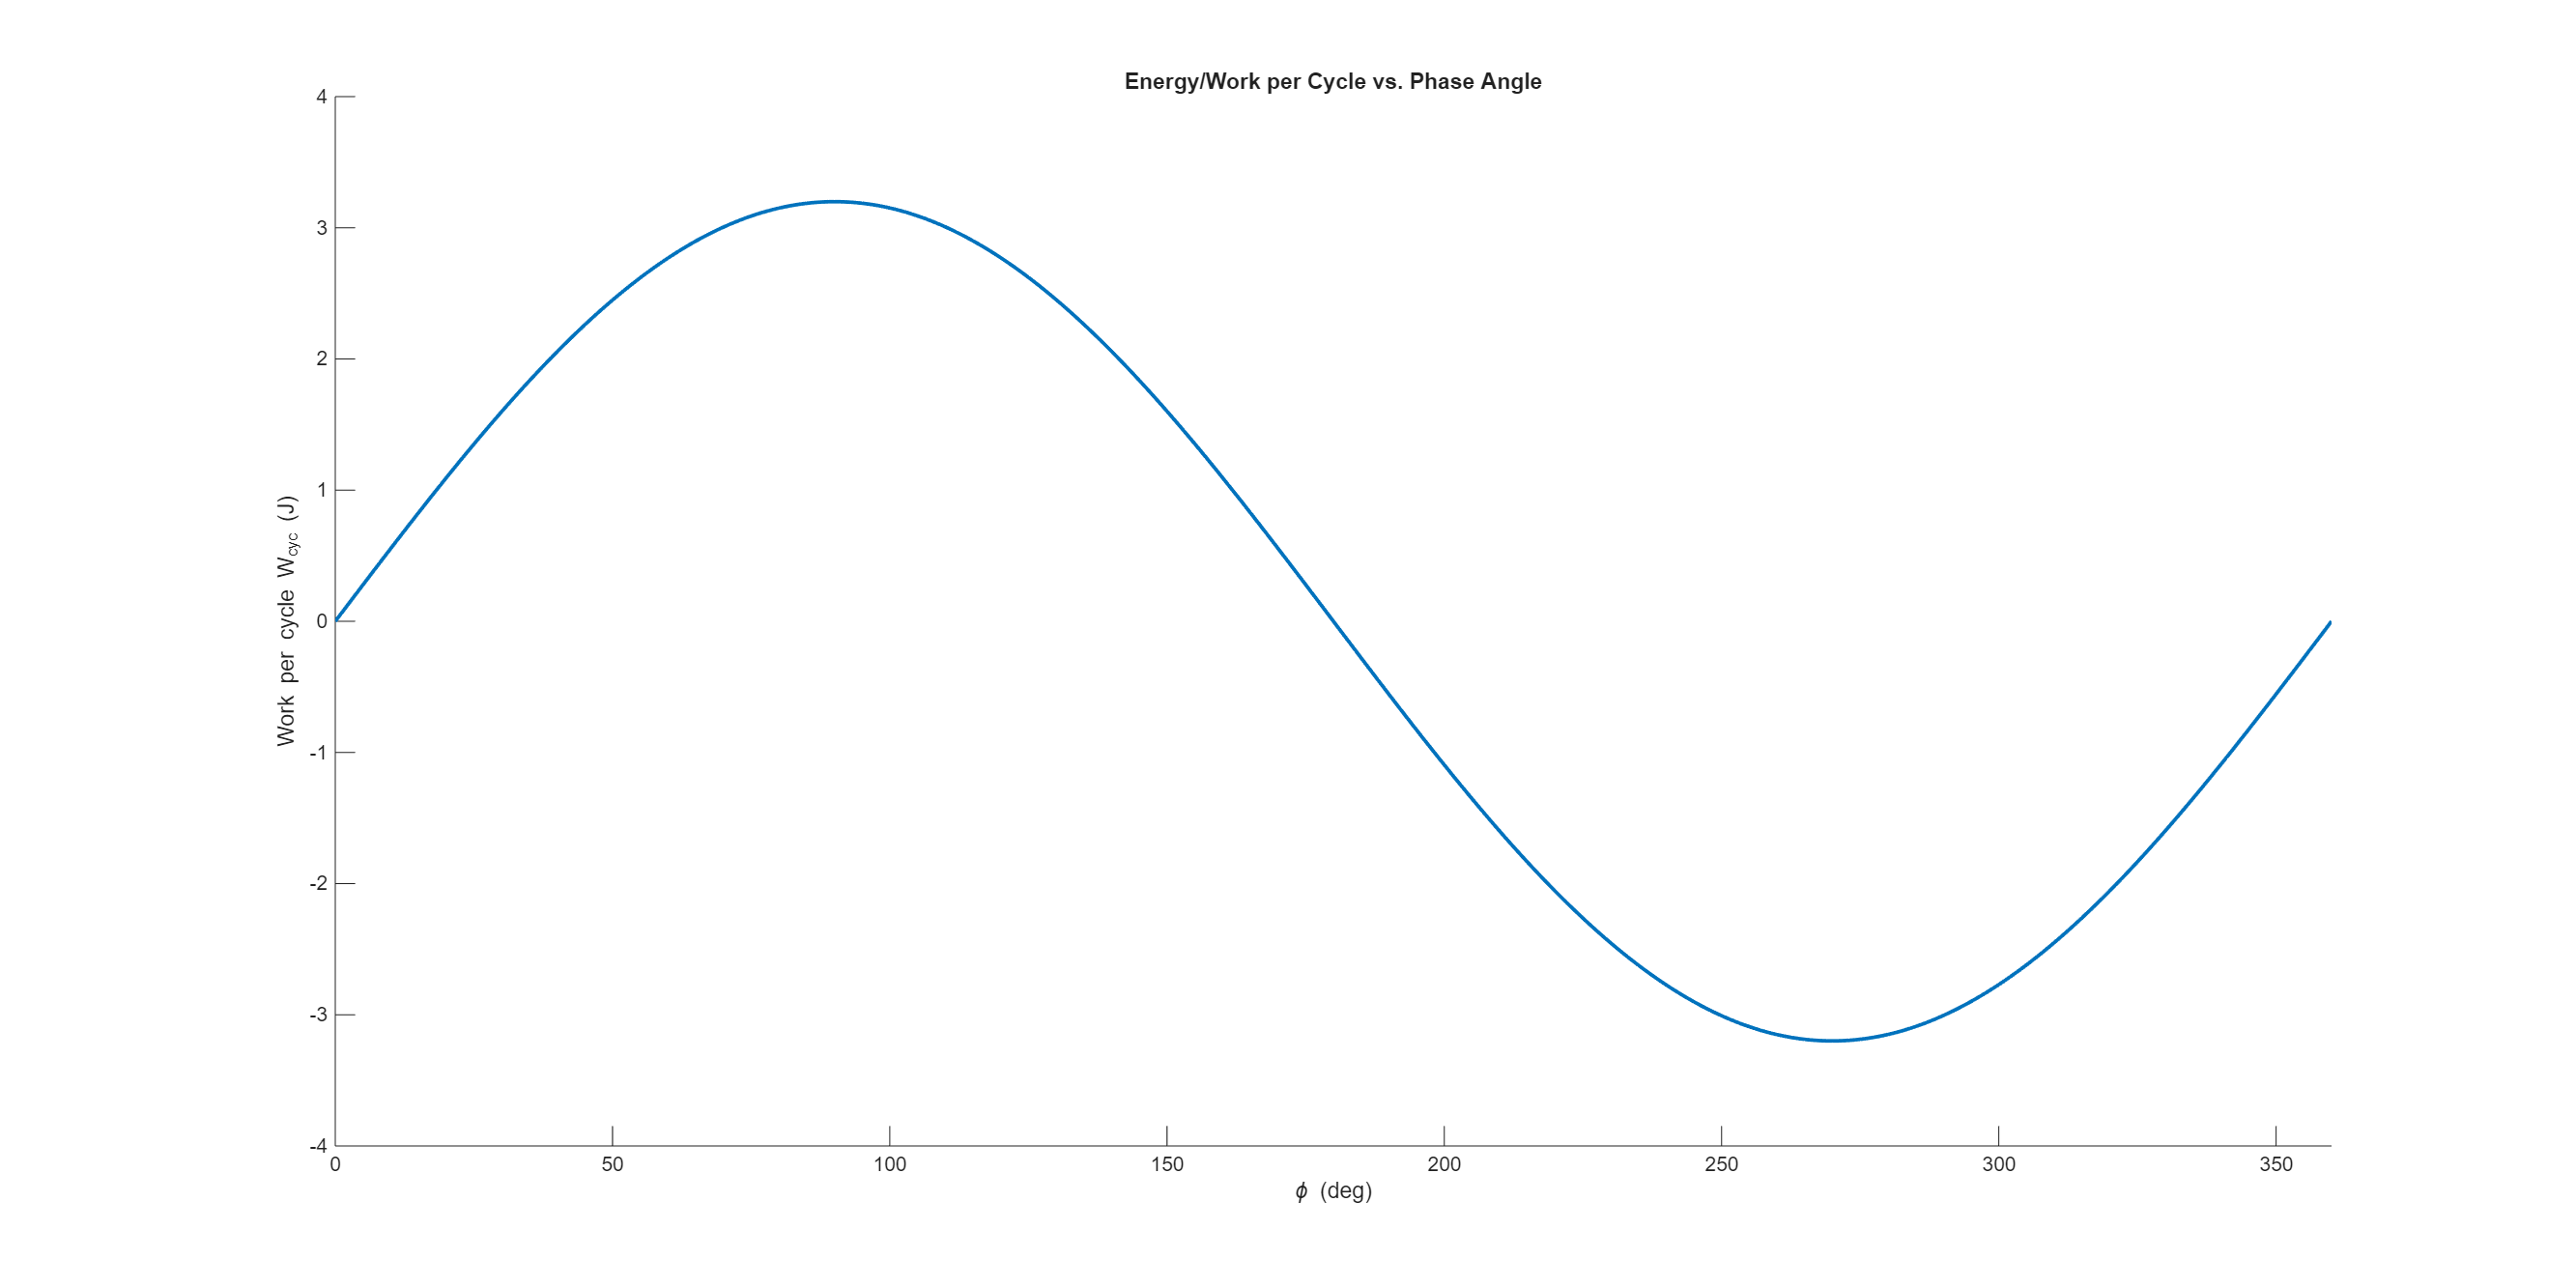 Energy/Work per Cycle vs. Phase Angle
4
3
2
1
0
-1
-2
-3
-4
Work per cycle Wcyc (J)
0 50 100 150 200 250 300 350
ϕ (deg)